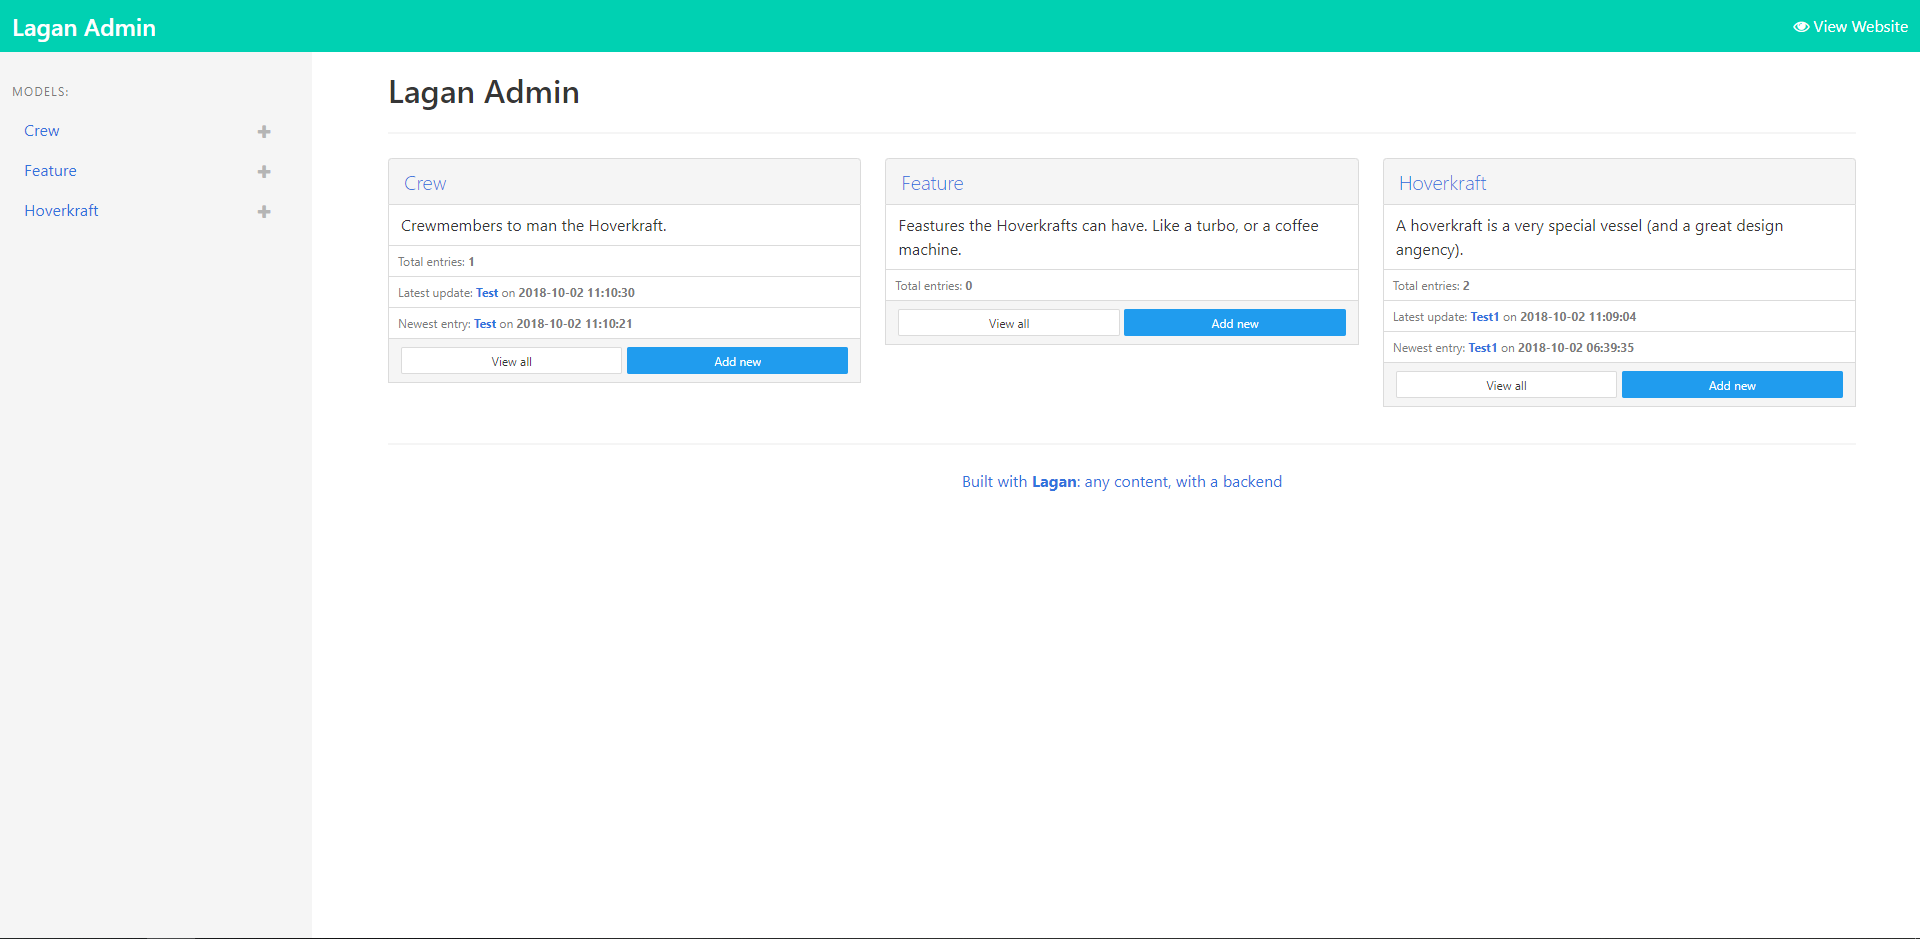 Lagan Admin
View Website
MODELS:
Crew
Feature
Hoverkraft
Lagan Admin
Crew
Crewmembers to man the Hoverkraft.
Total entries: 1
Latest update: Test on 2018-10-02 11:10:30
Newest entry: Test on 2018-10-02 11:10:21
View all
Add new
Feature
Feastures the Hoverkrafts can have. Like a turbo, or a coffee
machine.
Total entries: 0
View all
Add new
Hoverkraft
A hoverkraft is a very special vessel (and a great design
angency).
Total entries: 2
Latest update: Test1 on 2018-10-02 11:09:04
Newest entry: Test1 on 2018-10-02 06:39:35
View all
Add new
Built with Lagan: any content, with a backend